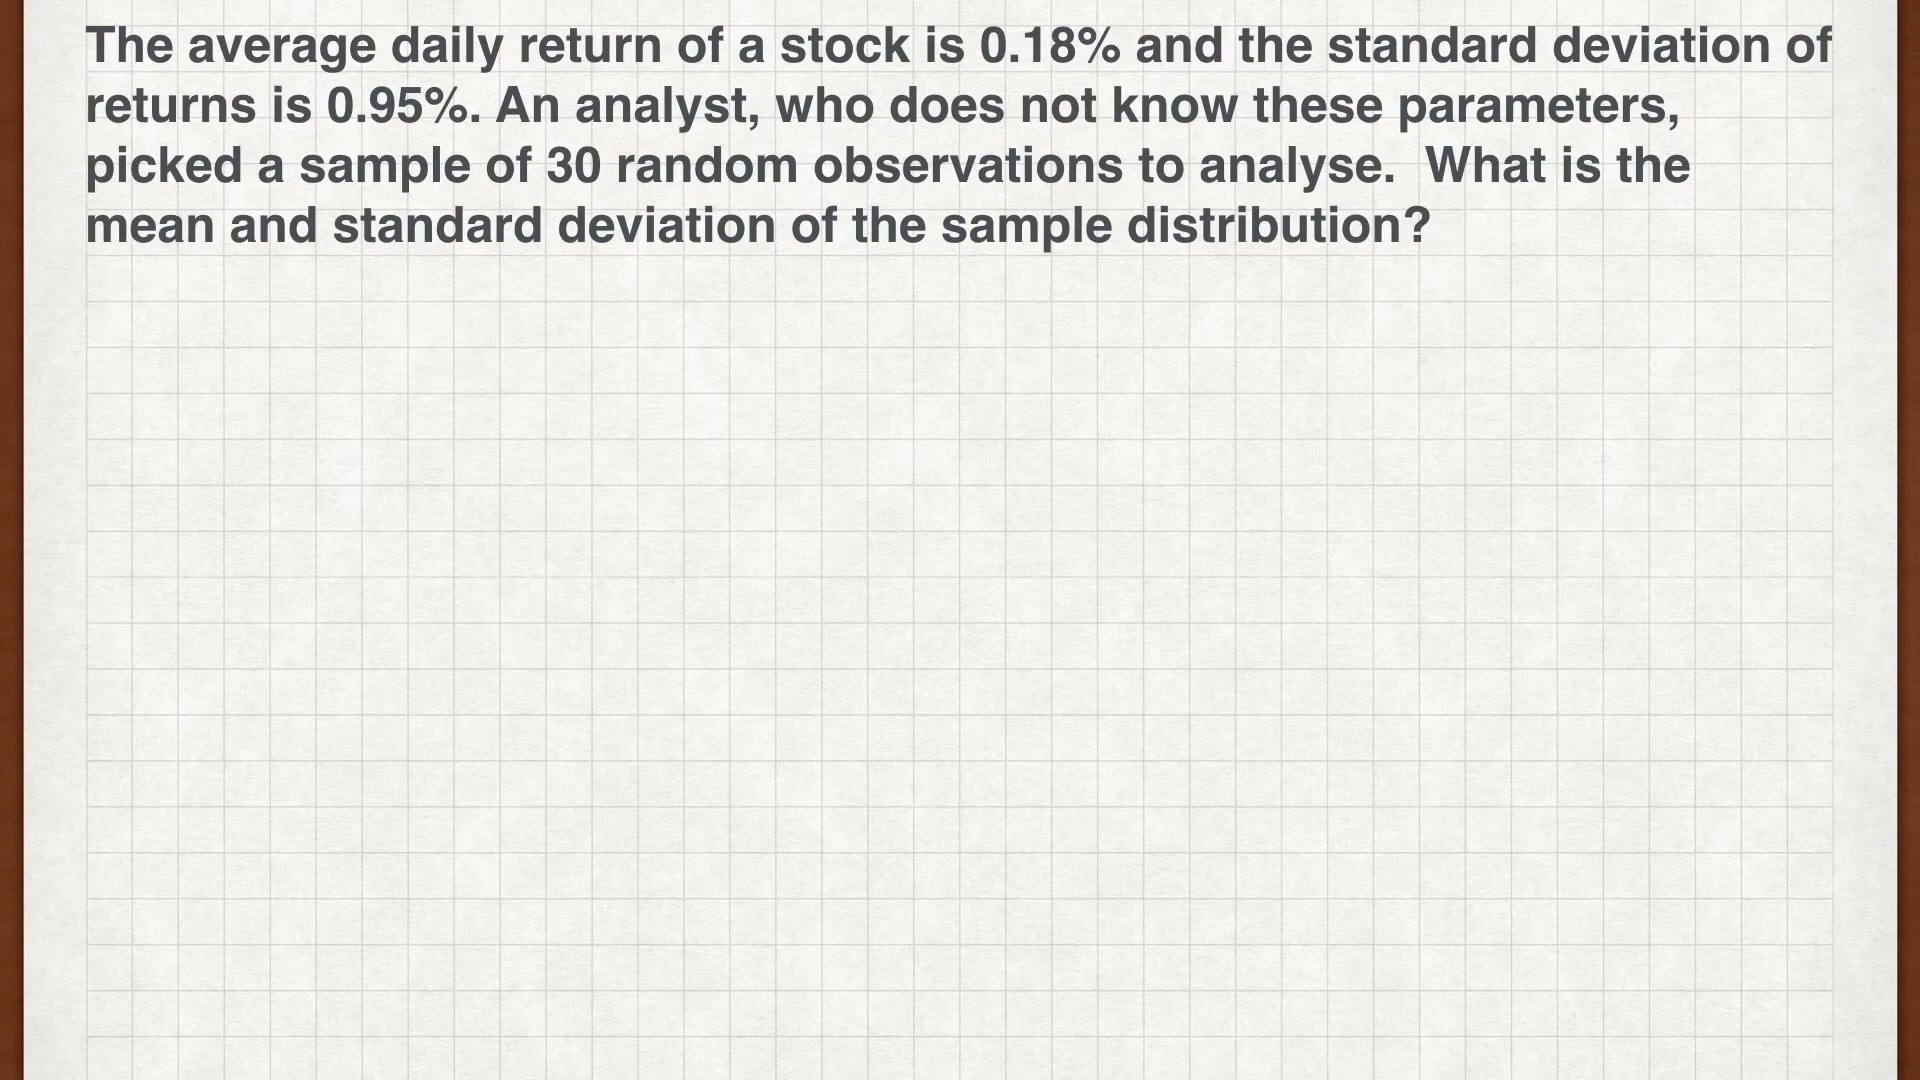 The average daily return of a stock is 0.18% and the standard deviation of
returns is 0.95%. An analyst, who does not know these parameters,
picked a sample of 30 random observations to analyse.  What is the
mean and standard deviation of the sample distribution?